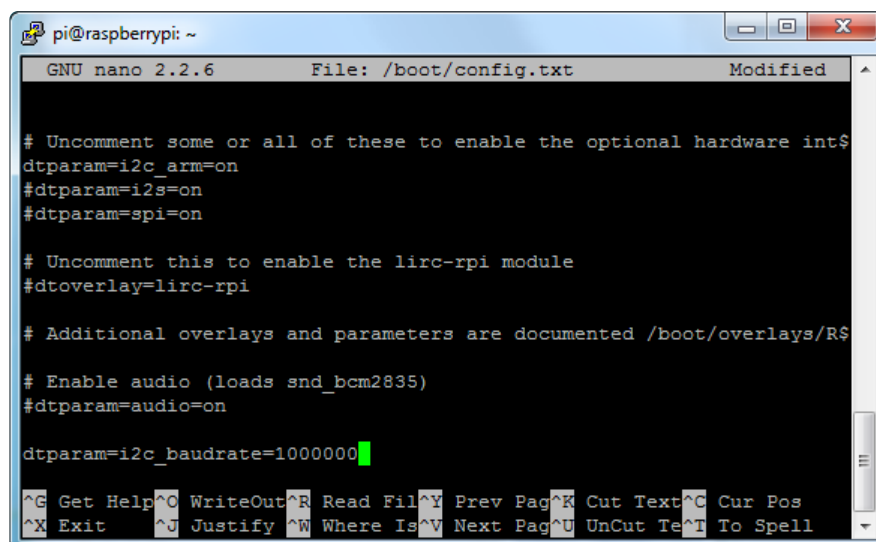 pi@raspberrypi: ~
GNU nano 2.2.6 File: /boot/config.txt Modified
# Uncomment some or all of these to enable the optional hardware int$
dtparam=i2c_arm=on
#dtparam=i2s=on
#dtparam=spi=on
# Uncomment this to enable the lirc-rpi module
#dtoverlay=lirc-rpi
# Additional overlays and parameters are documented /boot/overlays/R$
# Enable audio (loads snd_bcm2835)
#dtparam=audio=on
dtparam=i2c_baudrate=1000000
^G Get Help^O WriteOut^R Read Fil^Y Prev Pag^K Cut Text^C Cur Pos
^X Exit ^J Justify ^W Where Is^V Next Pag^U UnCut Te^T To Spell